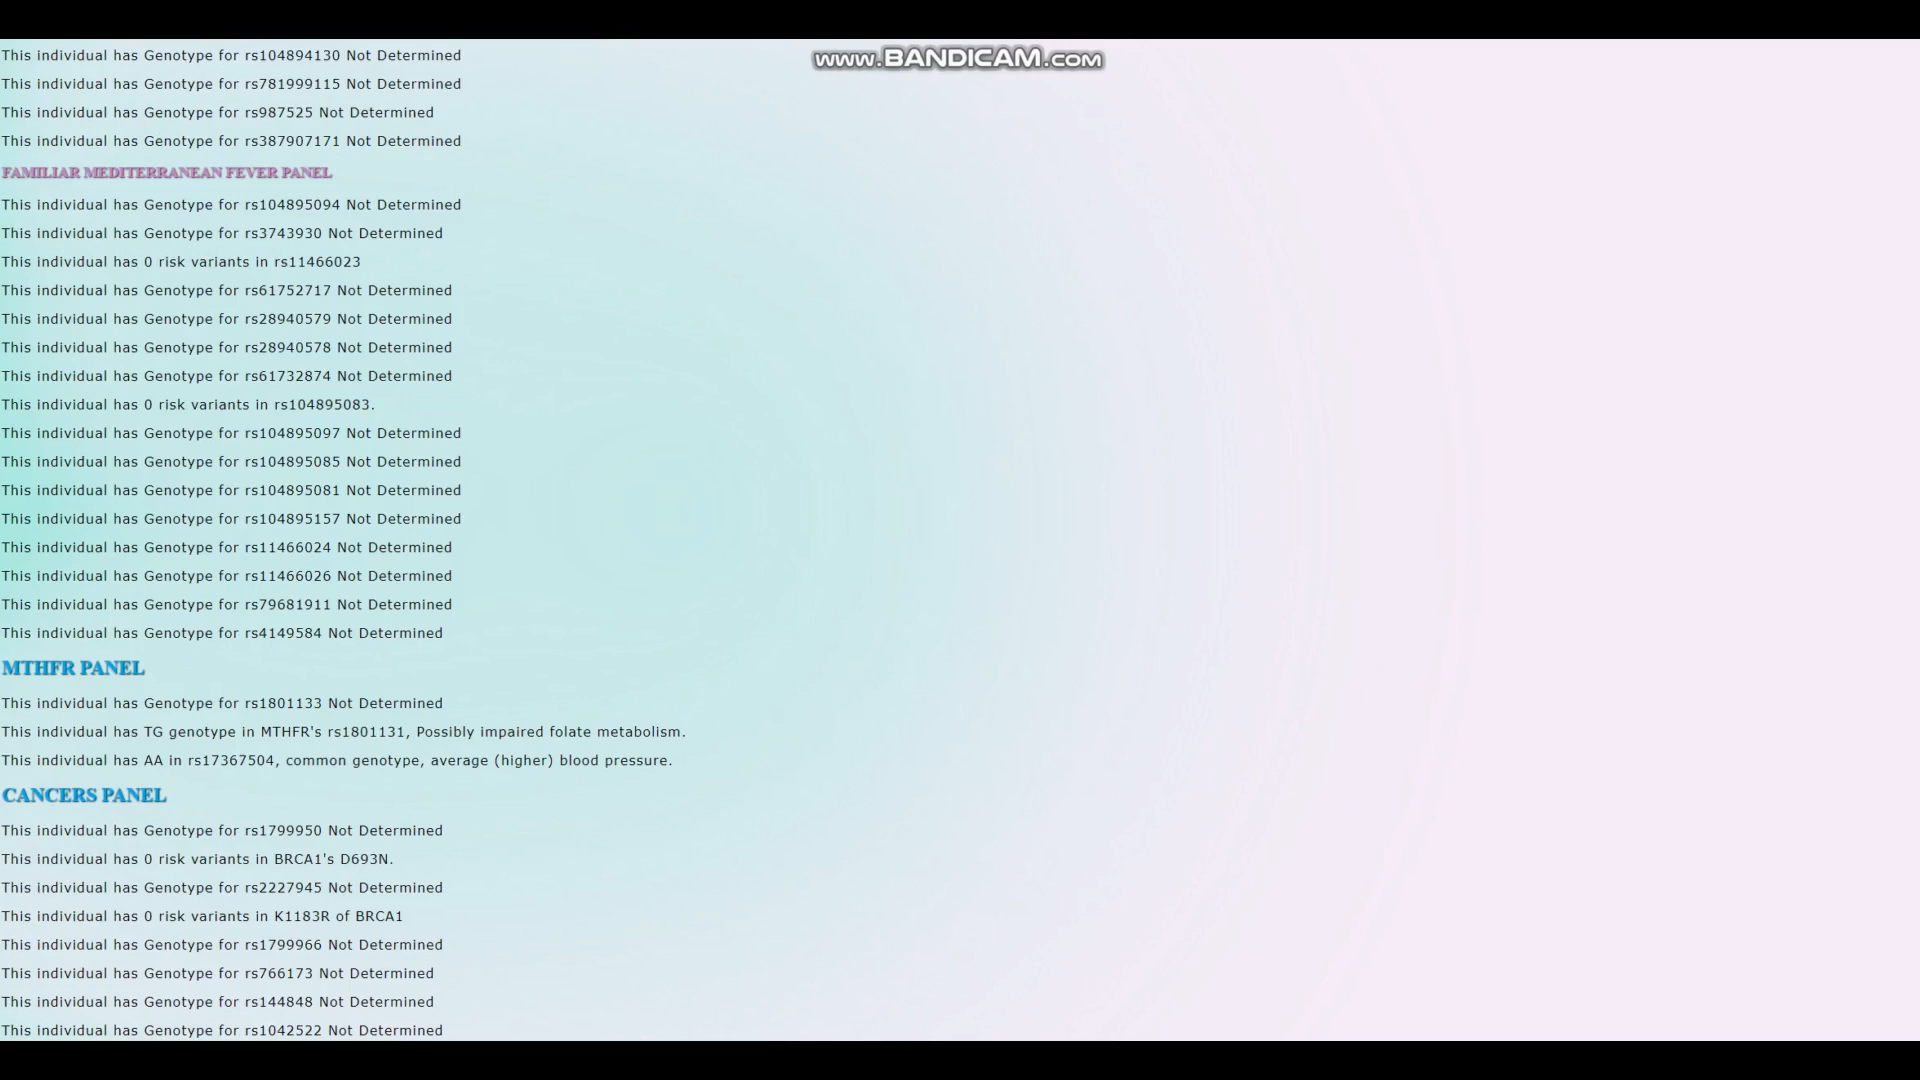 www.BANDICAM.com
This individual has Genotype for rs104894130 Not Determined
This individual has Genotype for rs781999115 Not Determined
This individual has Genotype for rs987525 Not Determined
This individual has Genotype for rs387907171 Not Determined
FAMILIAR MEDITERRANEAN FEVER PANEL
This individual has Genotype for rs104895094 Not Determined
This individual has Genotype for rs3743930 Not Determined
This individual has 0 risk variants in rs11466023
This individual has Genotype for rs61752717 Not Determined
This individual has Genotype for rs28940579 Not Determined
This individual has Genotype for rs28940578 Not Determined
This individual has Genotype for rs61732874 Not Determined
This individual has 0 risk variants in rs104895083.
This individual has Genotype for rs104895097 Not Determined
This individual has Genotype for rs104895085 Not Determined
This individual has Genotype for rs104895081 Not Determined
This individual has Genotype for rs104895157 Not Determined
This individual has Genotype for rs11466024 Not Determined
This individual has Genotype for rs11466026 Not Determined
This individual has Genotype for rs79681911 Not Determined
This individual has Genotype for rs4149584 Not Determined
MTHFR PANEL
This individual has Genotype for rs1801133 Not Determined
This individual has TG genotype in MTHFR's rs1801131, Possibly impaired folate metabolism.
This individual has AA in rs17367504, common genotype, average (higher) blood pressure.
CANCERS PANEL
This individual has Genotype for rs1799950 Not Determined
This individual has 0 risk variants in BRCA1's D693N.
This individual has Genotype for rs2227945 Not Determined
This individual has 0 risk variants in K1183R of BRCA1
This individual has Genotype for rs1799966 Not Determined
This individual has Genotype for rs766173 Not Determined
This individual has Genotype for rs144848 Not Determined
This individual has Genotype for rs1042522 Not Determined